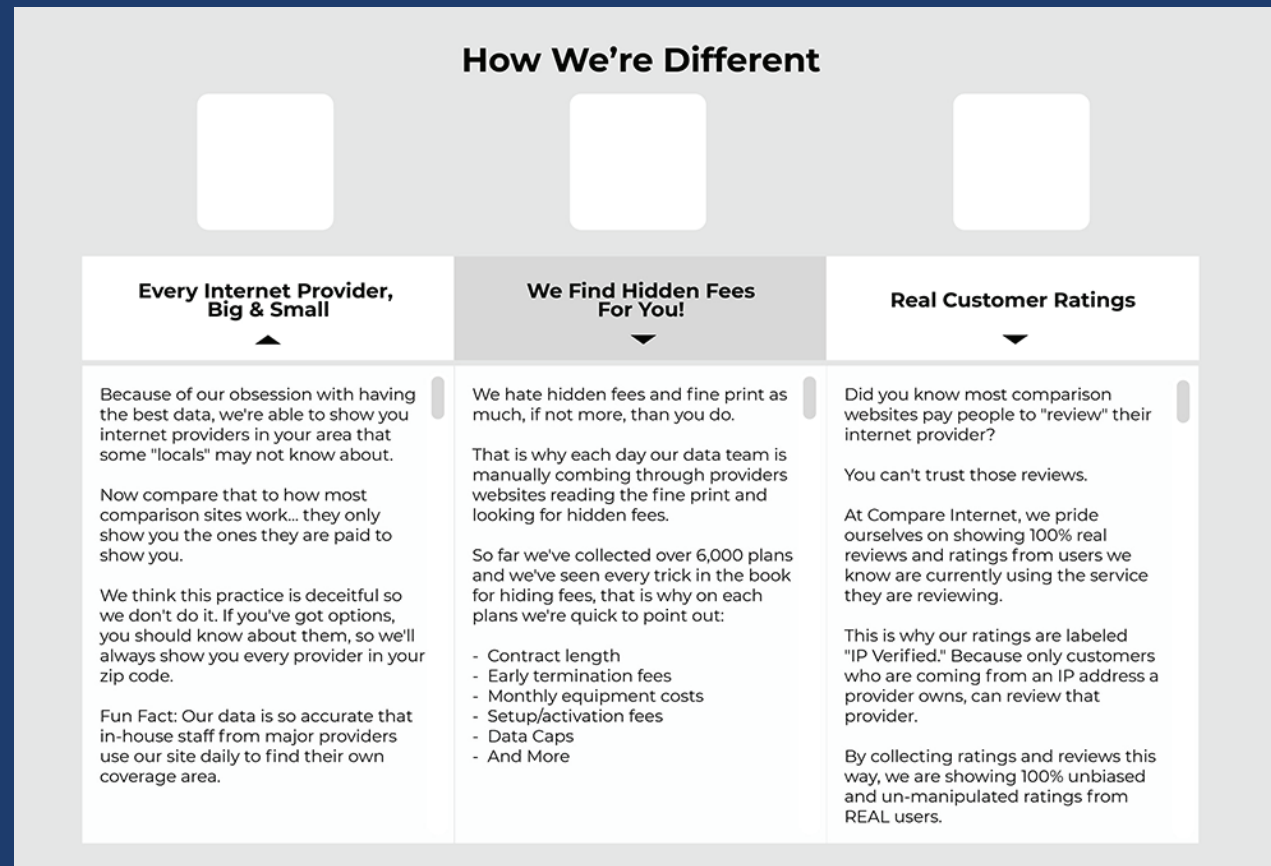 How We're Different
Every Internet Provider,
Big & Small
We Find Hidden Fees
For You!
Real Customer Ratings
Because of our obsession with having
the best data, we're able to show you
internet providers in your area that
some "locals" may not know about.
Now compare that to how most
comparison sites work... they only
show you the ones they are paid to
show you.
We think this practice is deceitful so
we don't do it. If you've got options,
you should know about them, so we'll
always show you every provider in your
zip code.
Fun Fact: Our data is so accurate that
in-house staff from major providers
use our site daily to find their own
coverage area.
We hate hidden fees and fine print as
much, if not more, than you do.
That is why each day our data team is
manually combing through providers
websites reading the fine print and
looking for hidden fees.
So far we've collected over 6,000 plans
and we've seen every trick in the book
for hiding fees, that is why on each
plans we're quick to point out:
- Contract length
- Early termination fees
- Monthly equipment costs
- Setup/activation fees
- Data Caps
- And More
Did you know most comparison
websites pay people to "review" their
internet provider?
You can't trust those reviews.
At Compare Internet, we pride
ourselves on showing 100% real
reviews and ratings from users we
know are currently using the service
they are reviewing.
This is why our ratings are labeled
"IP Verified." Because only customers
who are coming from an IP address a
provider owns, can review that
provider.
By collecting ratings and reviews this
way, we are showing 100% unbiased
and un-manipulated ratings from
REAL users.